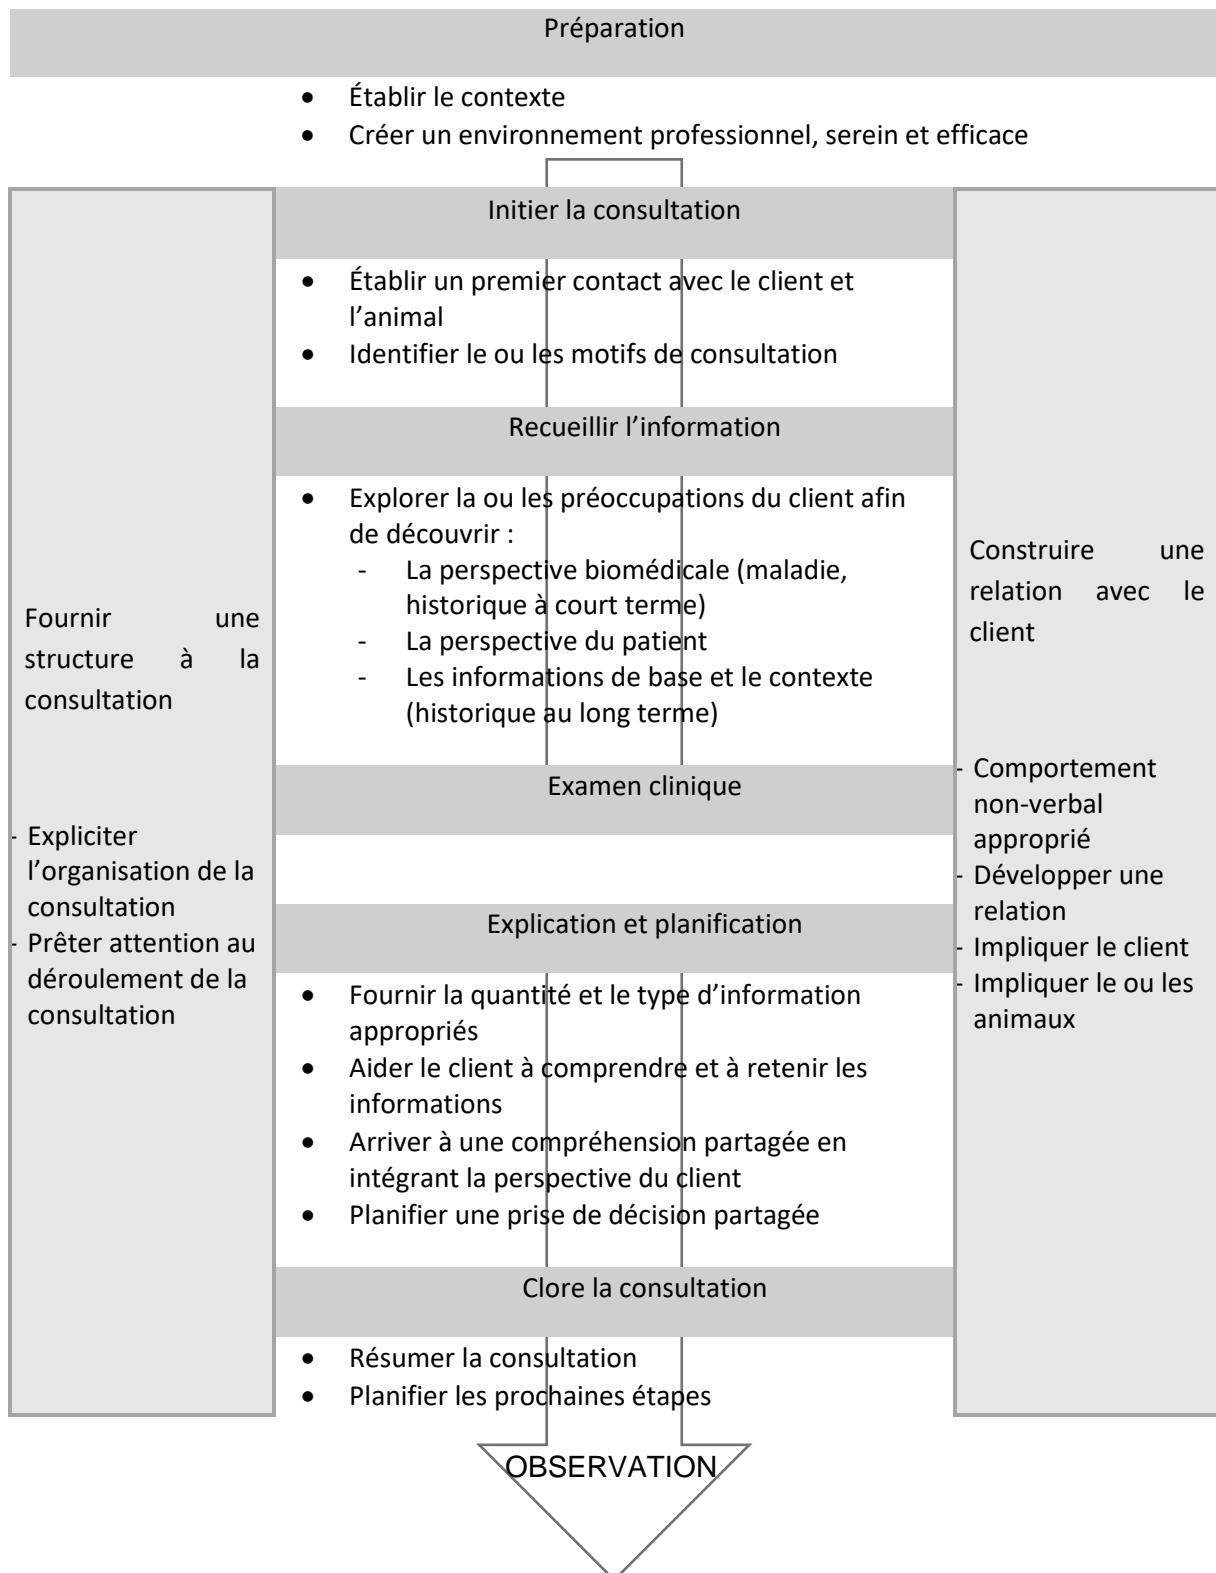 Préparation
• Établir le contexte
• Créer un environnement professionnel, serein et efficace
Initier la consultation
• Établir un premier contact avec le client et
l’animal
• Identifier le ou les motifs de consultation
Recueillir l’information
• Explorer la ou les préoccupations du client afin
de découvrir :
- La perspective biomédicale (maladie,
historique à court terme)
- La perspective du patient
- Les informations de base et le contexte
(historique au long terme)
Examen clinique
Explication et planification
• Fournir la quantité et le type d’information
appropriés
• Aider le client à comprendre et à retenir les
informations
• Arriver à une compréhension partagée en
intégrant la perspective du client
• Planifier une prise de décision partagée
Clore la consultation
• Résumer la consultation
• Planifier les prochaines étapes
Fournir une
structure à la
consultation
- Expliciter
l’organisation de la
consultation
- Prêter attention au
déroulement de la
consultation
Construire une
relation avec le
client
- Comportement
non-verbal
approprié
- Développer une
relation
- Impliquer le client
- Impliquer le ou les
animaux
OBSERVATION